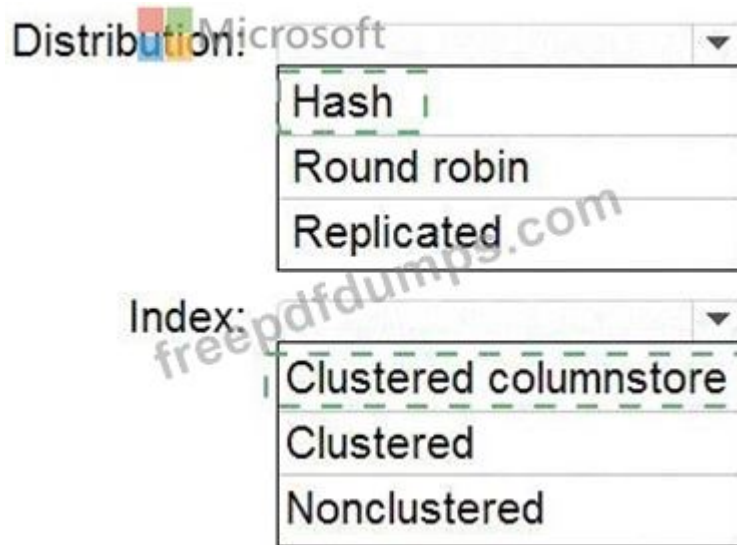 Distribution: Microsoft
Hash
Round robin
Replicated
freepdfdumps.com
Index:
Clustered columnstore
Clustered
Nonclustered